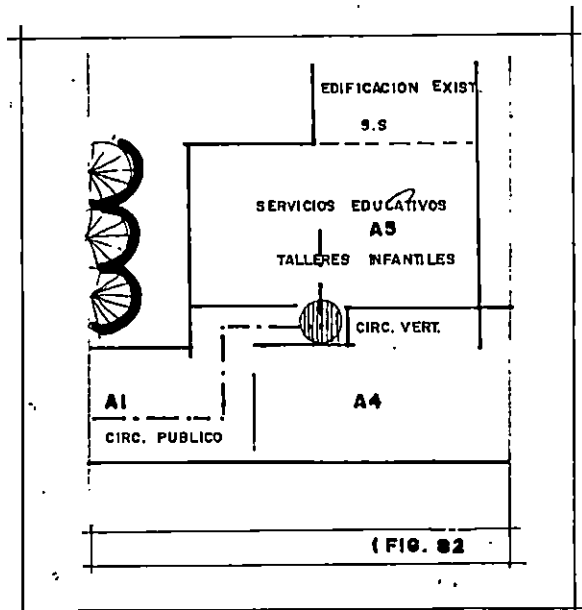 EDIFICACION EXIST.
S.S
SERVICIOS EDUCATIVOS
A5
TALLERES INFANTILES
CIRC. VERT.
A1
A4
CIRC. PUBLICO
(FIG. 82